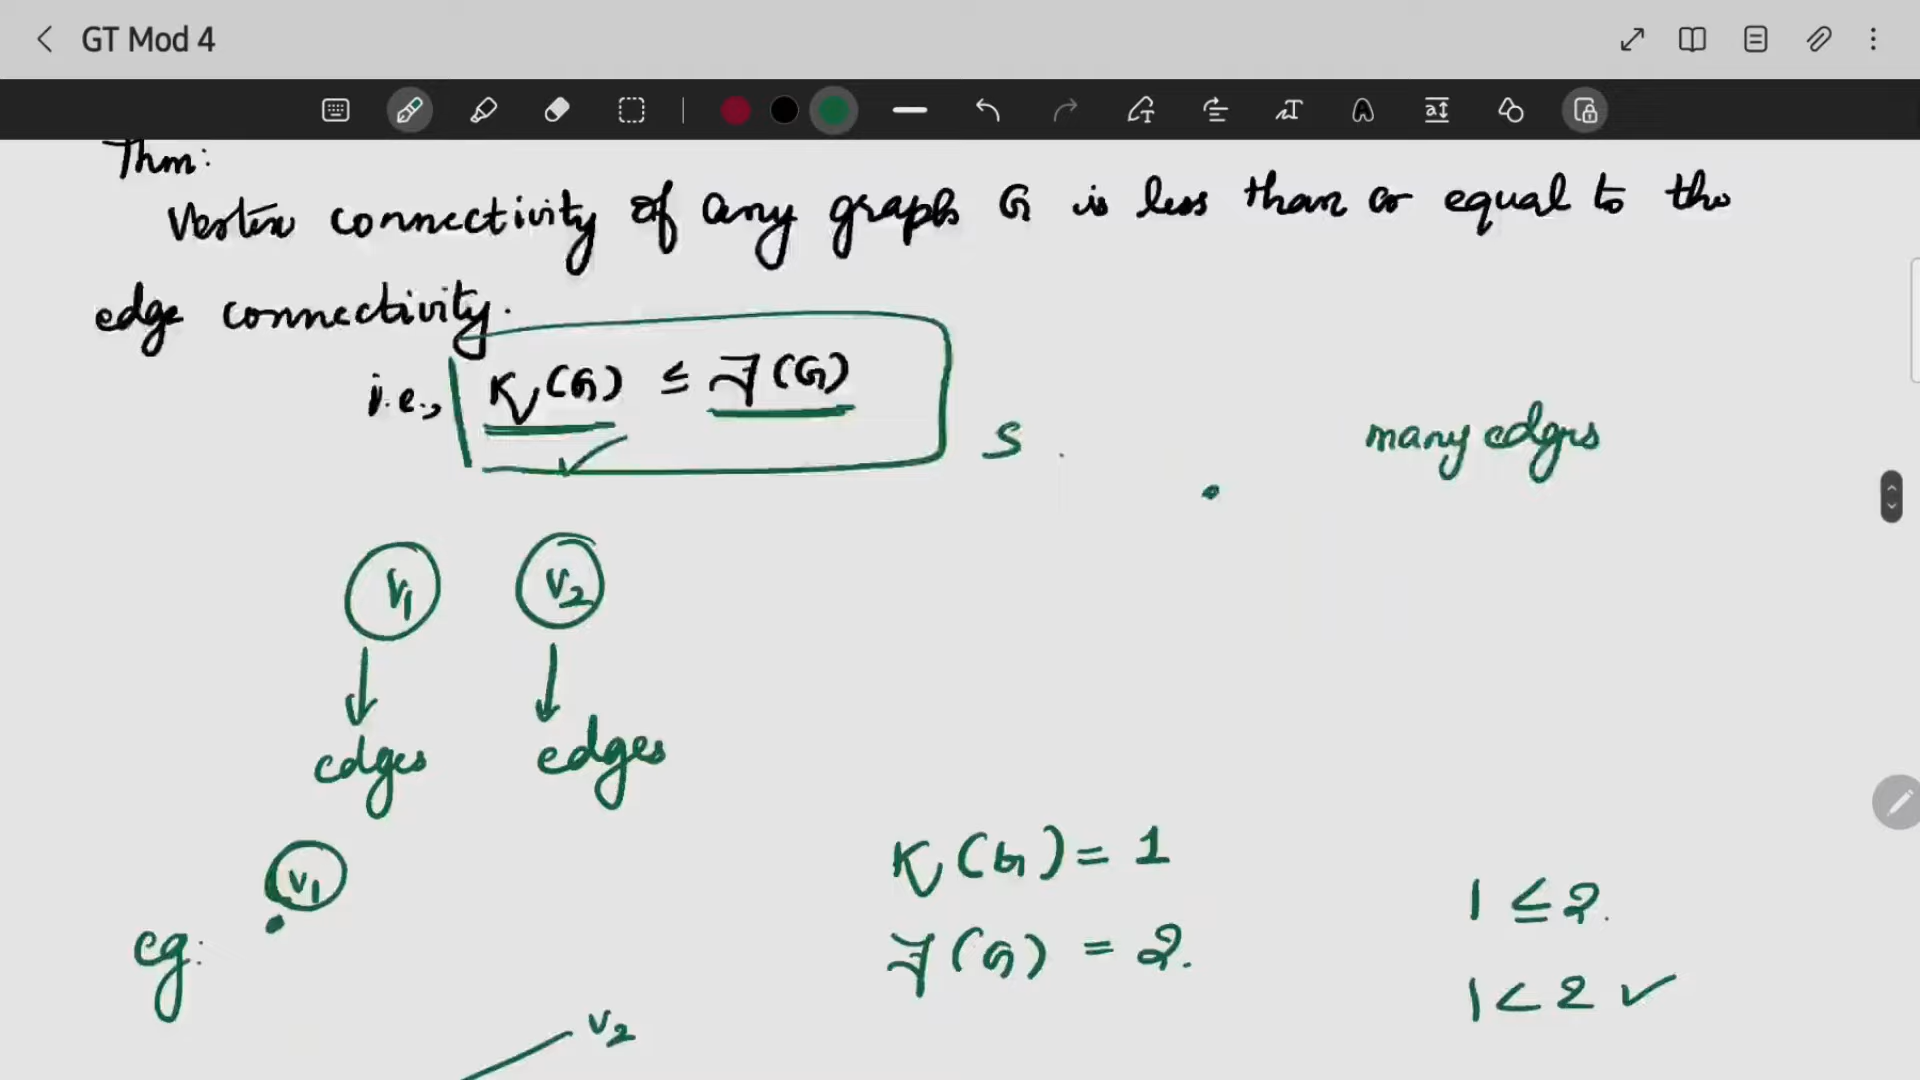 GT Mod 4
Thm:
Vertex connectivity of any graph G is less than or equal to the
edge connectivity.
i.e., K(G) ≤ λ(G)
S
many edges
V1 V2
edges edges
V1
K(G) = 1
1 ≤ 2.
eg:
λ(G) = 2.
1 < 2 ✓
V2